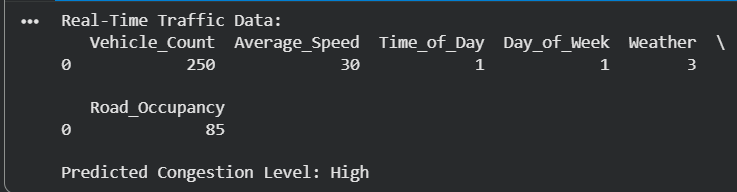 ••• Real-Time Traffic Data:
Vehicle_Count Average_Speed Time_of_Day Day_of_Week Weather \
0 250 30 1 1 3
Road_Occupancy
0 85
Predicted Congestion Level: High